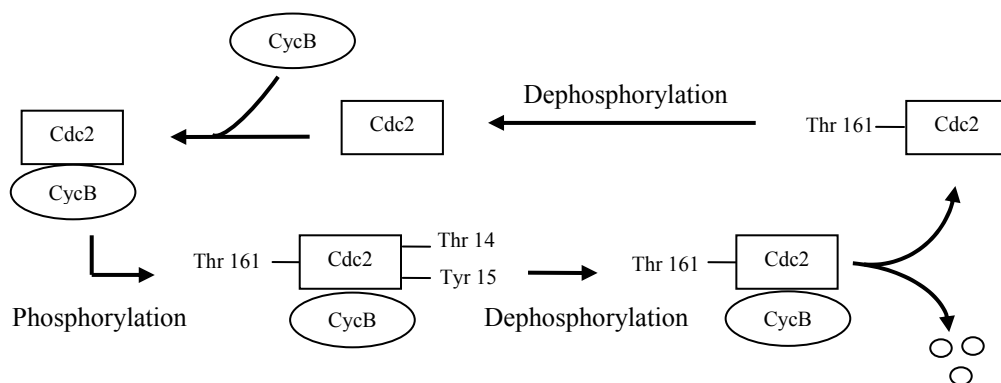 CycB
Dephosphorylation
Cdc2
Cdc2
Thr 161
Cdc2
CycB
Thr 161
Cdc2
Thr 14
Tyr 15
CycB
Thr 161
Cdc2
CycB
Phosphorylation
Dephosphorylation